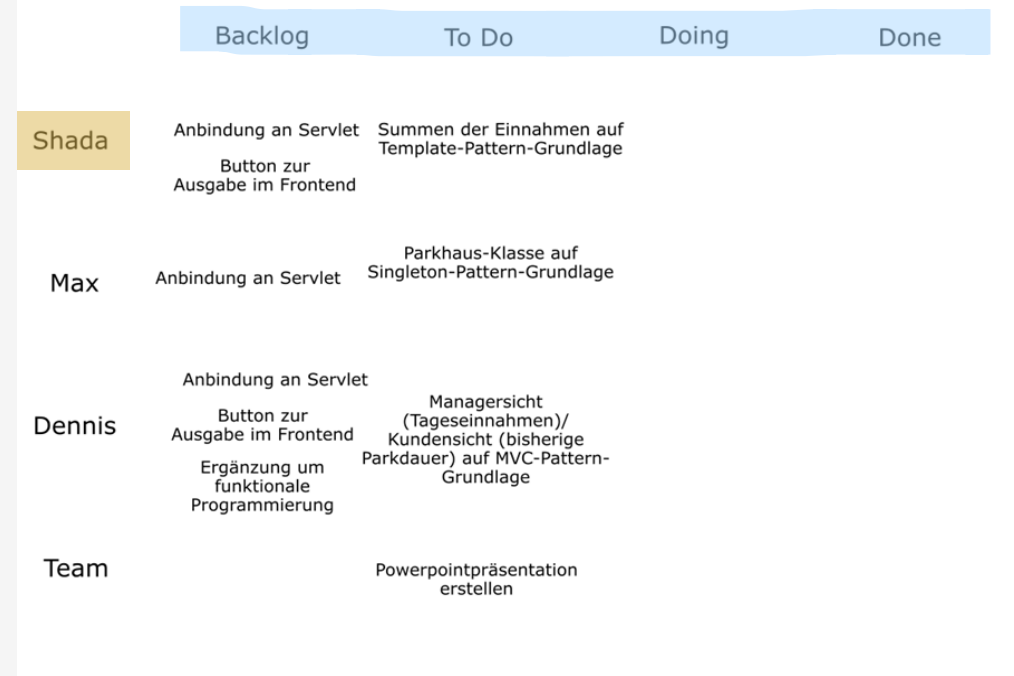 Backlog
To Do
Doing
Done
Shada
Anbindung an Servlet
Button zur
Ausgabe im Frontend
Summen der Einnahmen auf
Template-Pattern-Grundlage
Max
Anbindung an Servlet
Parkhaus-Klasse auf
Singleton-Pattern-Grundlage
Dennis
Anbindung an Servlet
Button zur
Ausgabe im Frontend
Ergänzung um
funktionale
Programmierung
Managersicht
(Tageseinnahmen)/
Kundensicht (bisherige
Parkdauer) auf MVC-Pattern-
Grundlage
Team
Powerpointpräsentation
erstellen